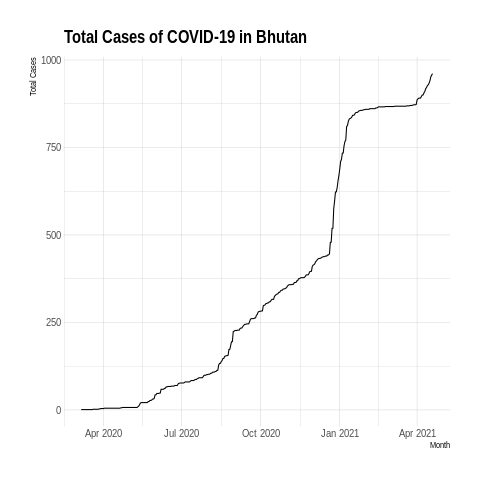 Total Cases of COVID-19 in Bhutan
Total Cases
1000
750
500
250
0
Apr 2020 Jul 2020 Oct 2020 Jan 2021 Apr 2021
Month